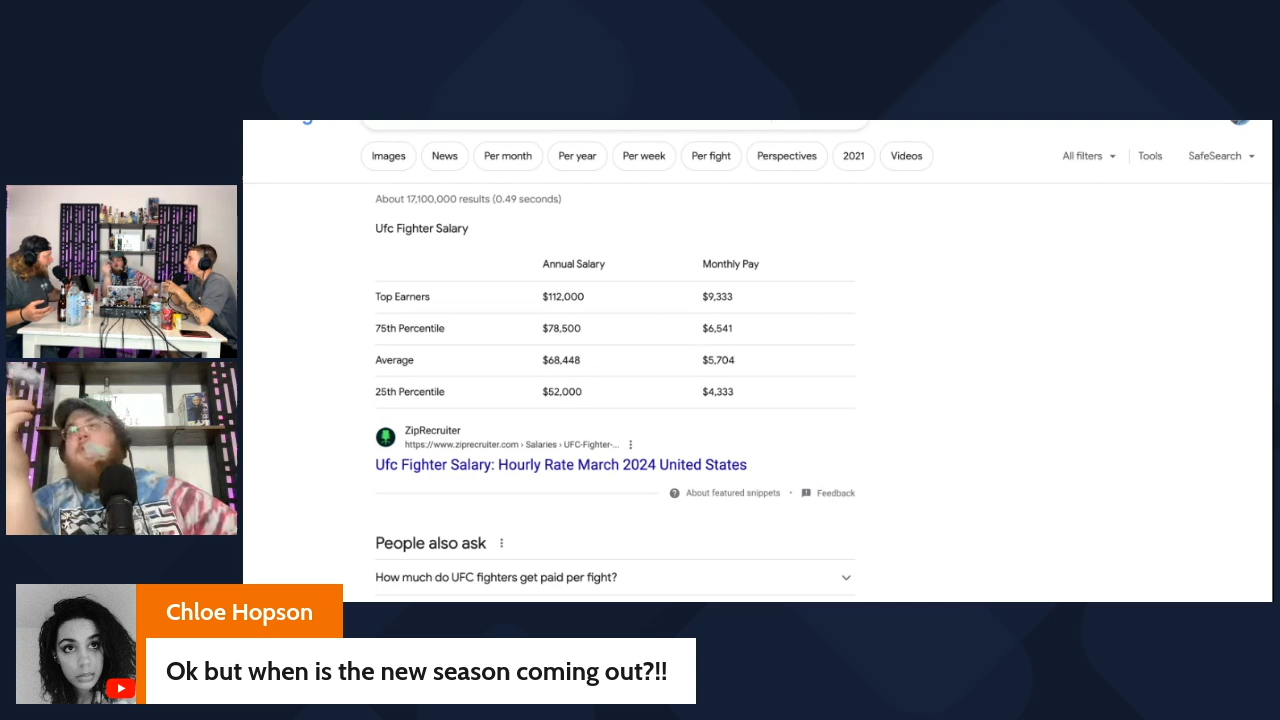 Images News Per month Per year Per week Per fight Perspectives 2021 Videos All filters Tools SafeSearch
About 17,100,000 results (0.49 seconds)
Ufc Fighter Salary
Annual Salary Monthly Pay
Top Earners $112,000 $9,333
75th Percentile $78,500 $6,541
Average $68,448 $5,704
25th Percentile $52,000 $4,333
ZipRecruiter
https://www.ziprecruiter.com › Salaries › UFC-Fighter-...
Ufc Fighter Salary: Hourly Rate March 2024 United States
About featured snippets • Feedback
People also ask
How much do UFC fighters get paid per fight?
Chloe Hopson
Ok but when is the new season coming out?!!